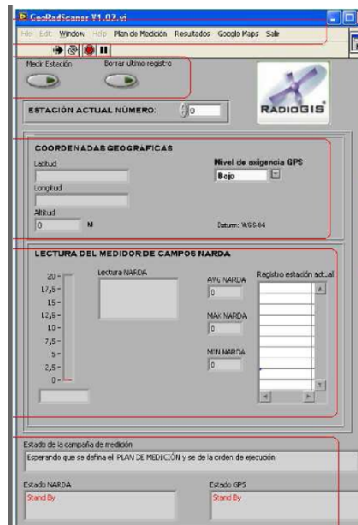 GeoRadScaner V1.02.vi
File Edit Window Help Plan de Medición Resultados Google Maps Salir
Medir Estación Borrar ultimo registro
ESTACIÓN ACTUAL NÚMERO: 0
RADIOGIS
COORDENADAS GEOGRÁFICAS
Latitud
Nivel de exigencia GPS
Bajo
Longitud
Altitud
0 M
Datum: WGS-84
LECTURA DEL MEDIDOR DE CAMPOS NARDA
Lectura NARDA
AVG NARDA
Registro estación actual
20
17,5
15
12,5
10
7,5
5
2,5
0
0
MAX NARDA
0
MIN NARDA
0
Estado de la campaña de medición
Esperando que se defina el PLAN DE MEDICIÓN y se de la orden de ejecución
Estado NARDA Estado GPS
Stand By Stand By